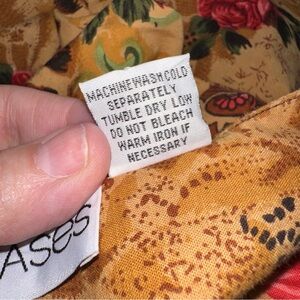 MACHINE WASH COLD
SEPARATELY
TUMBLE DRY LOW
DO NOT BLEACH
WARM IRON IF
NECESSARY
Ases